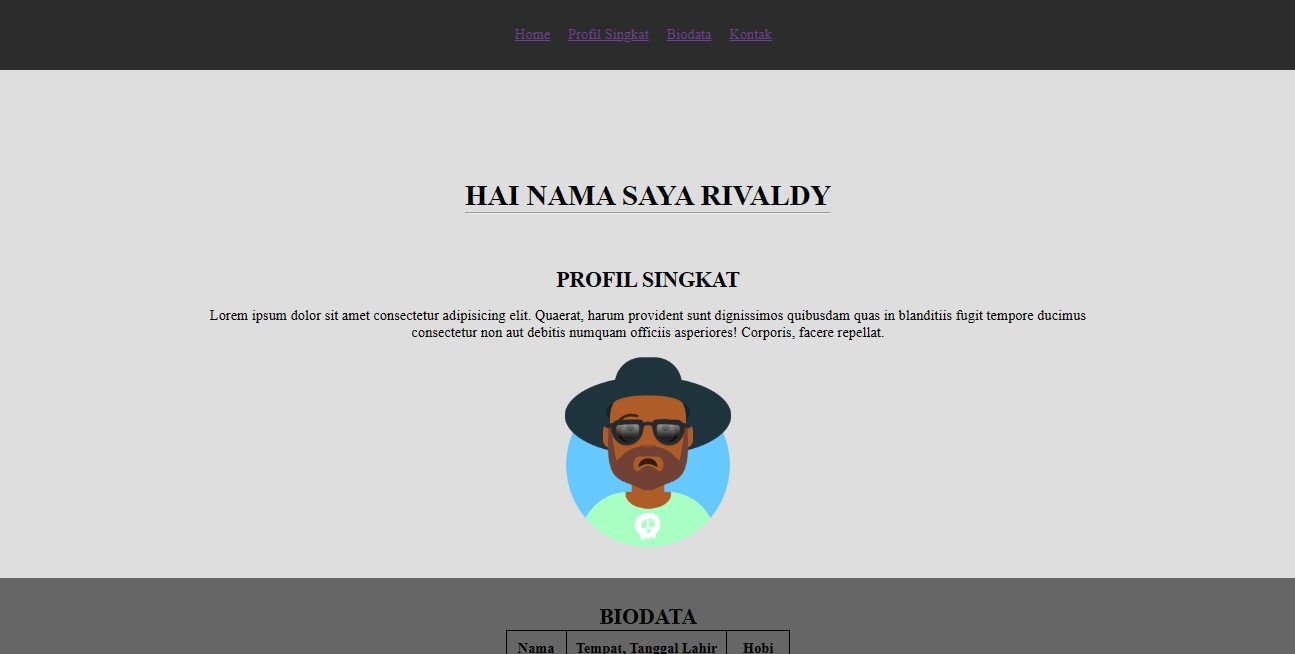 Home Profil Singkat Biodata Kontak
HAI NAMA SAYA RIVALDY
PROFIL SINGKAT
Lorem ipsum dolor sit amet consectetur adipisicing elit. Quaerat, harum provident sunt dignissimos quibusdam quas in blanditiis fugit tempore ducimus
consectetur non aut debitis numquam officiis asperiores! Corporis, facere repellat.
BIODATA
Nama Tempat, Tanggal Lahir Hobi